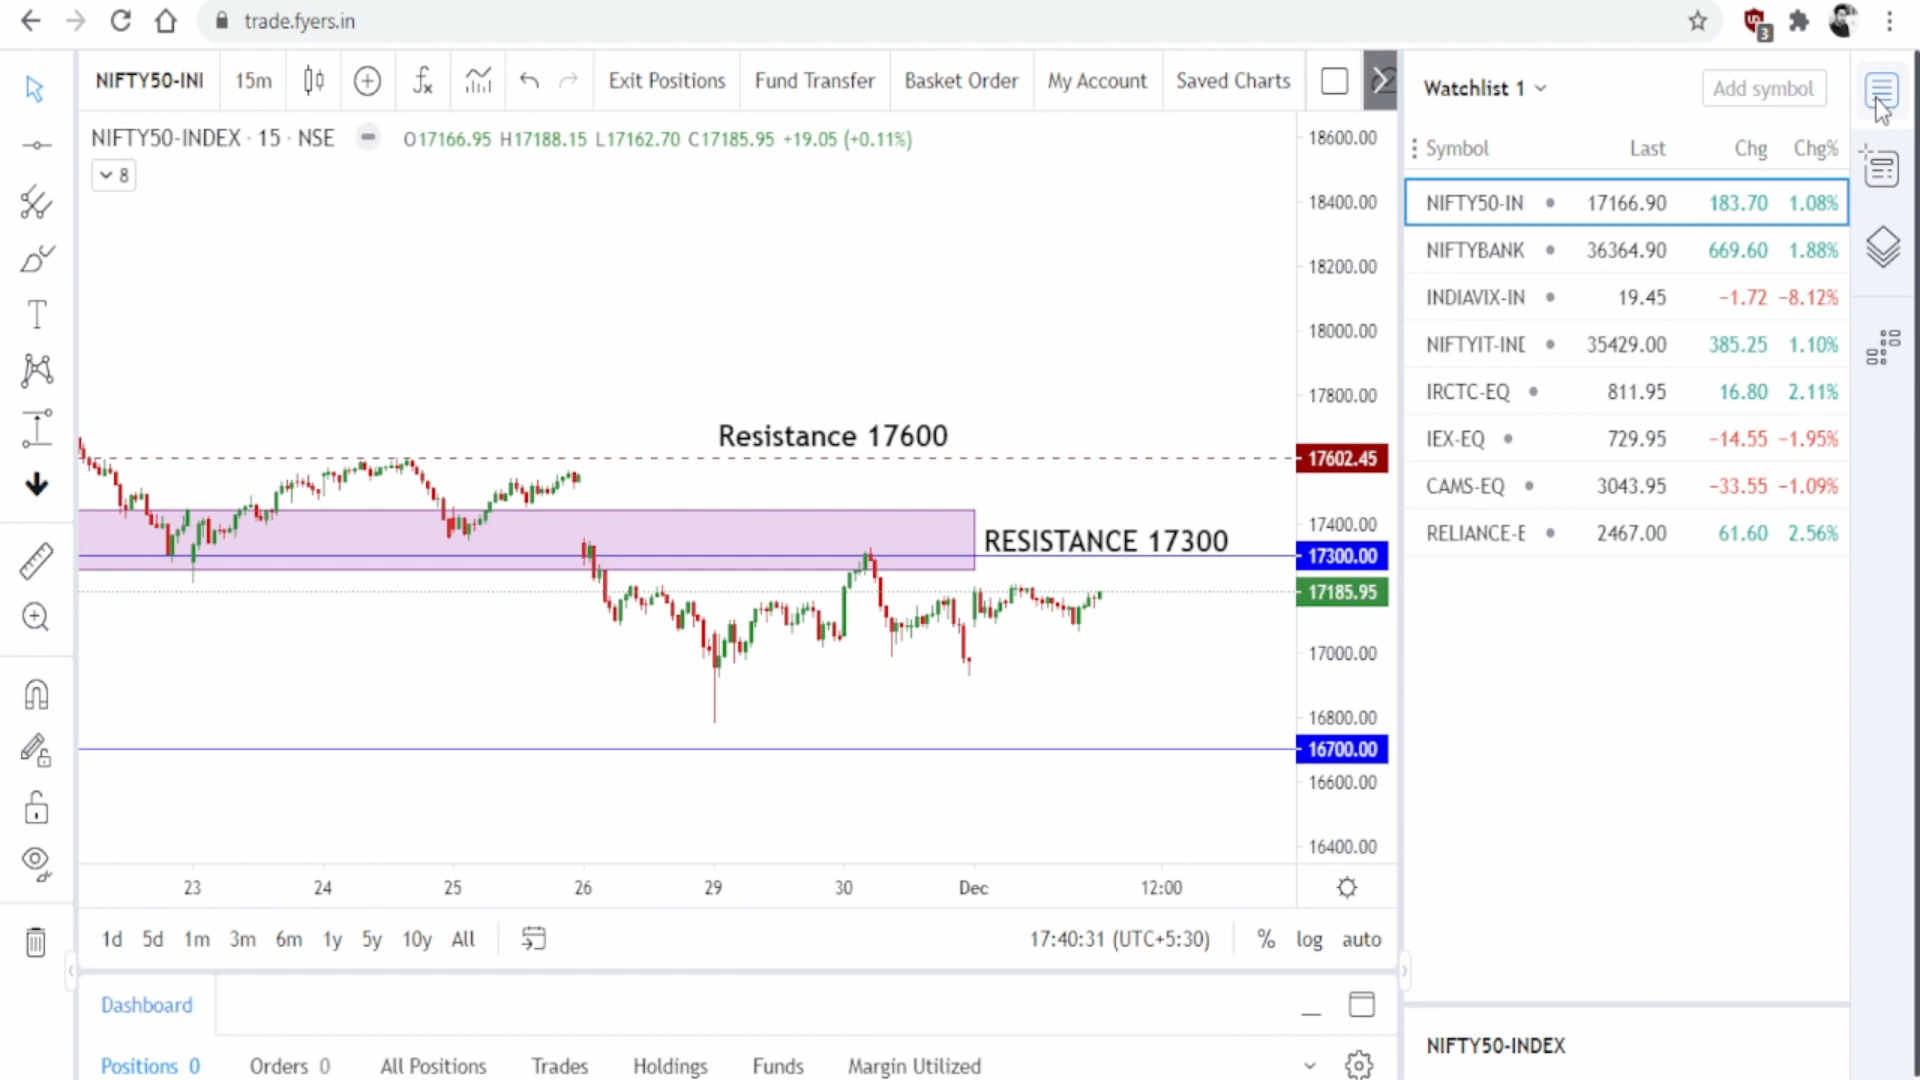 trade.fyers.in
3
NIFTY50-INI 15m Exit Positions Fund Transfer Basket Order My Account Saved Charts
NIFTY50-INDEX · 15 · NSE O17166.95 H17188.15 L17162.70 C17185.95 +19.05 (+0.11%)
8
18600.00
18400.00
18200.00
18000.00
17800.00
Resistance 17600
17602.45
17400.00
RESISTANCE 17300
17300.00
17185.95
17000.00
16800.00
16700.00
16600.00
16400.00
23 24 25 26 29 30 Dec 12:00
1d 5d 1m 3m 6m 1y 5y 10y All 17:40:31 (UTC+5:30) % log auto
Dashboard
Positions 0 Orders 0 All Positions Trades Holdings Funds Margin Utilized
Watchlist 1 Add symbol
Symbol Last Chg Chg%
NIFTY50-IN 17166.90 183.70 1.08%
NIFTYBANK 36364.90 669.60 1.88%
INDIAVIX-IN 19.45 −1.72 −8.12%
NIFTYIT-INE 35429.00 385.25 1.10%
IRCTC-EQ 811.95 16.80 2.11%
IEX-EQ 729.95 −14.55 −1.95%
CAMS-EQ 3043.95 −33.55 −1.09%
RELIANCE-E 2467.00 61.60 2.56%
NIFTY50-INDEX